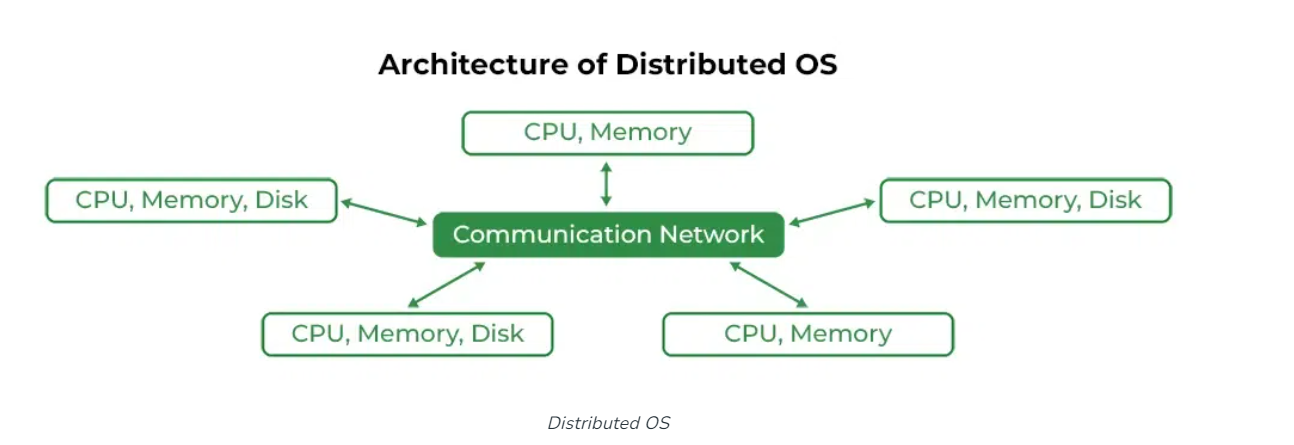 Architecture of Distributed OS
CPU, Memory
CPU, Memory, Disk
CPU, Memory, Disk
Communication Network
CPU, Memory, Disk
CPU, Memory
Distributed OS